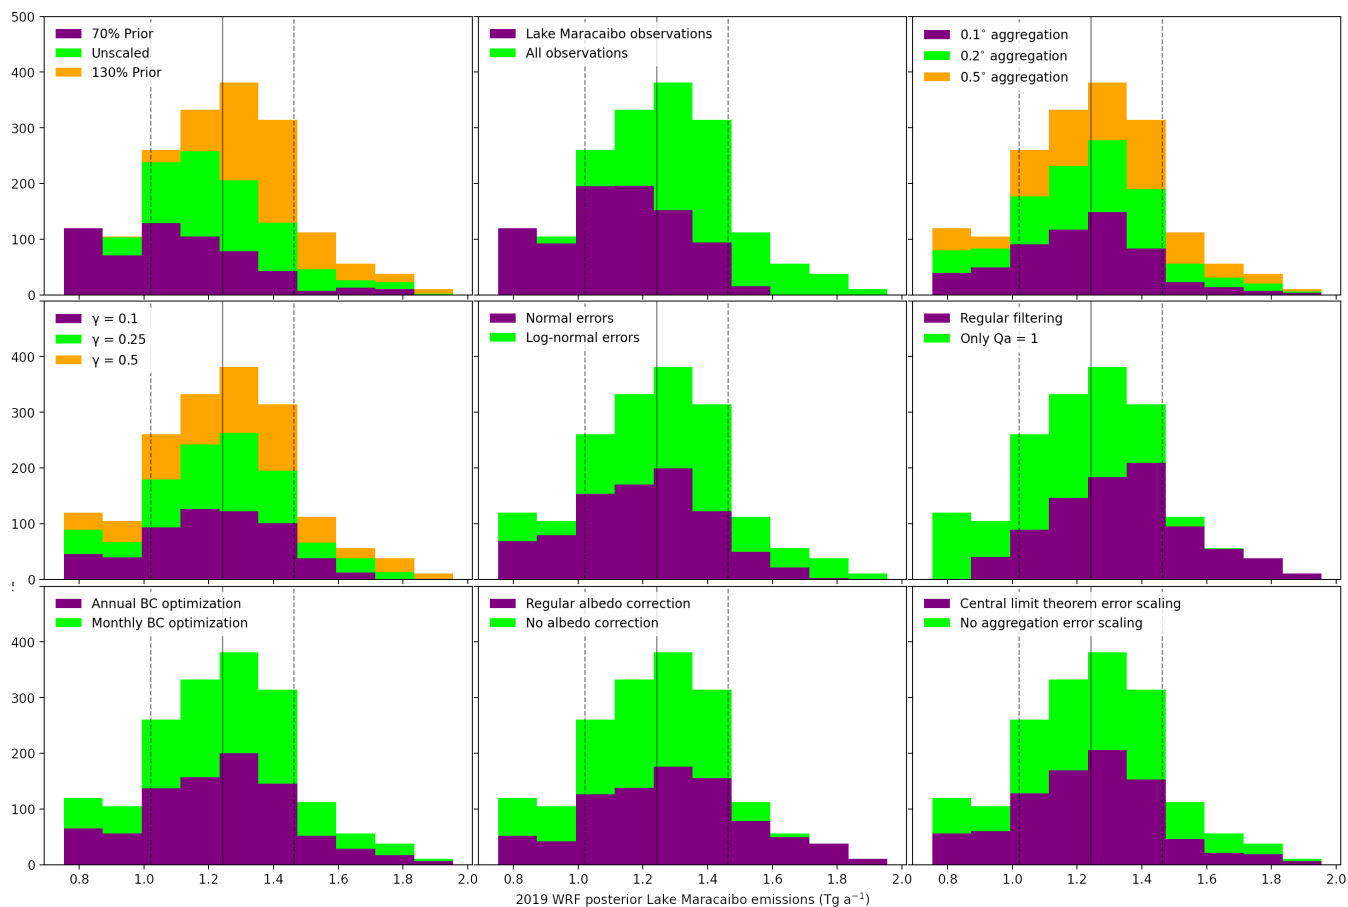 500
400
300
200
100
0
70% Prior
Unscaled
130% Prior
Lake Maracaibo observations
All observations
0.1° aggregation
0.2° aggregation
0.5° aggregation
400
300
200
100
0
γ = 0.1
γ = 0.25
γ = 0.5
Normal errors
Log-normal errors
Regular filtering
Only Qa = 1
400
300
200
100
0
Annual BC optimization
Monthly BC optimization
Regular albedo correction
No albedo correction
Central limit theorem error scaling
No aggregation error scaling
0.8 1.0 1.2 1.4 1.6 1.8 2.0
0.8 1.0 1.2 1.4 1.6 1.8 2.0
0.8 1.0 1.2 1.4 1.6 1.8 2.0
2019 WRF posterior Lake Maracaibo emissions (Tg a⁻¹)